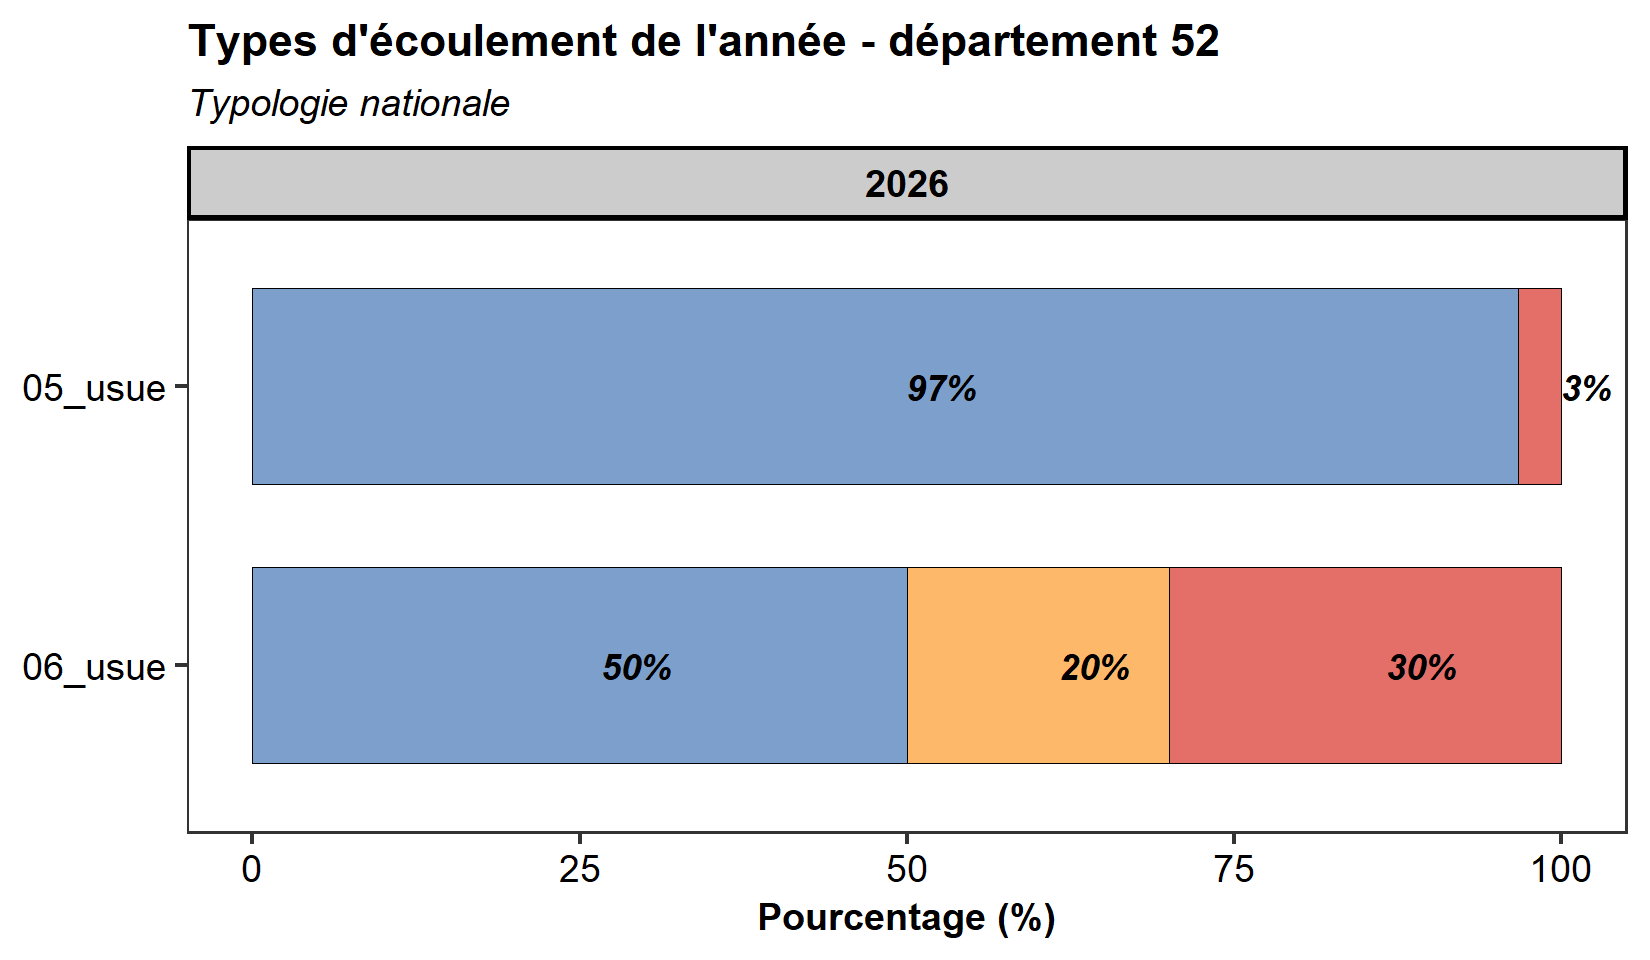 Types d'écoulement de l'année - département 52
Typologie nationale
2026
05_usue
97%
3%
06_usue
50%
20%
30%
0
25
50
75
100
Pourcentage (%)